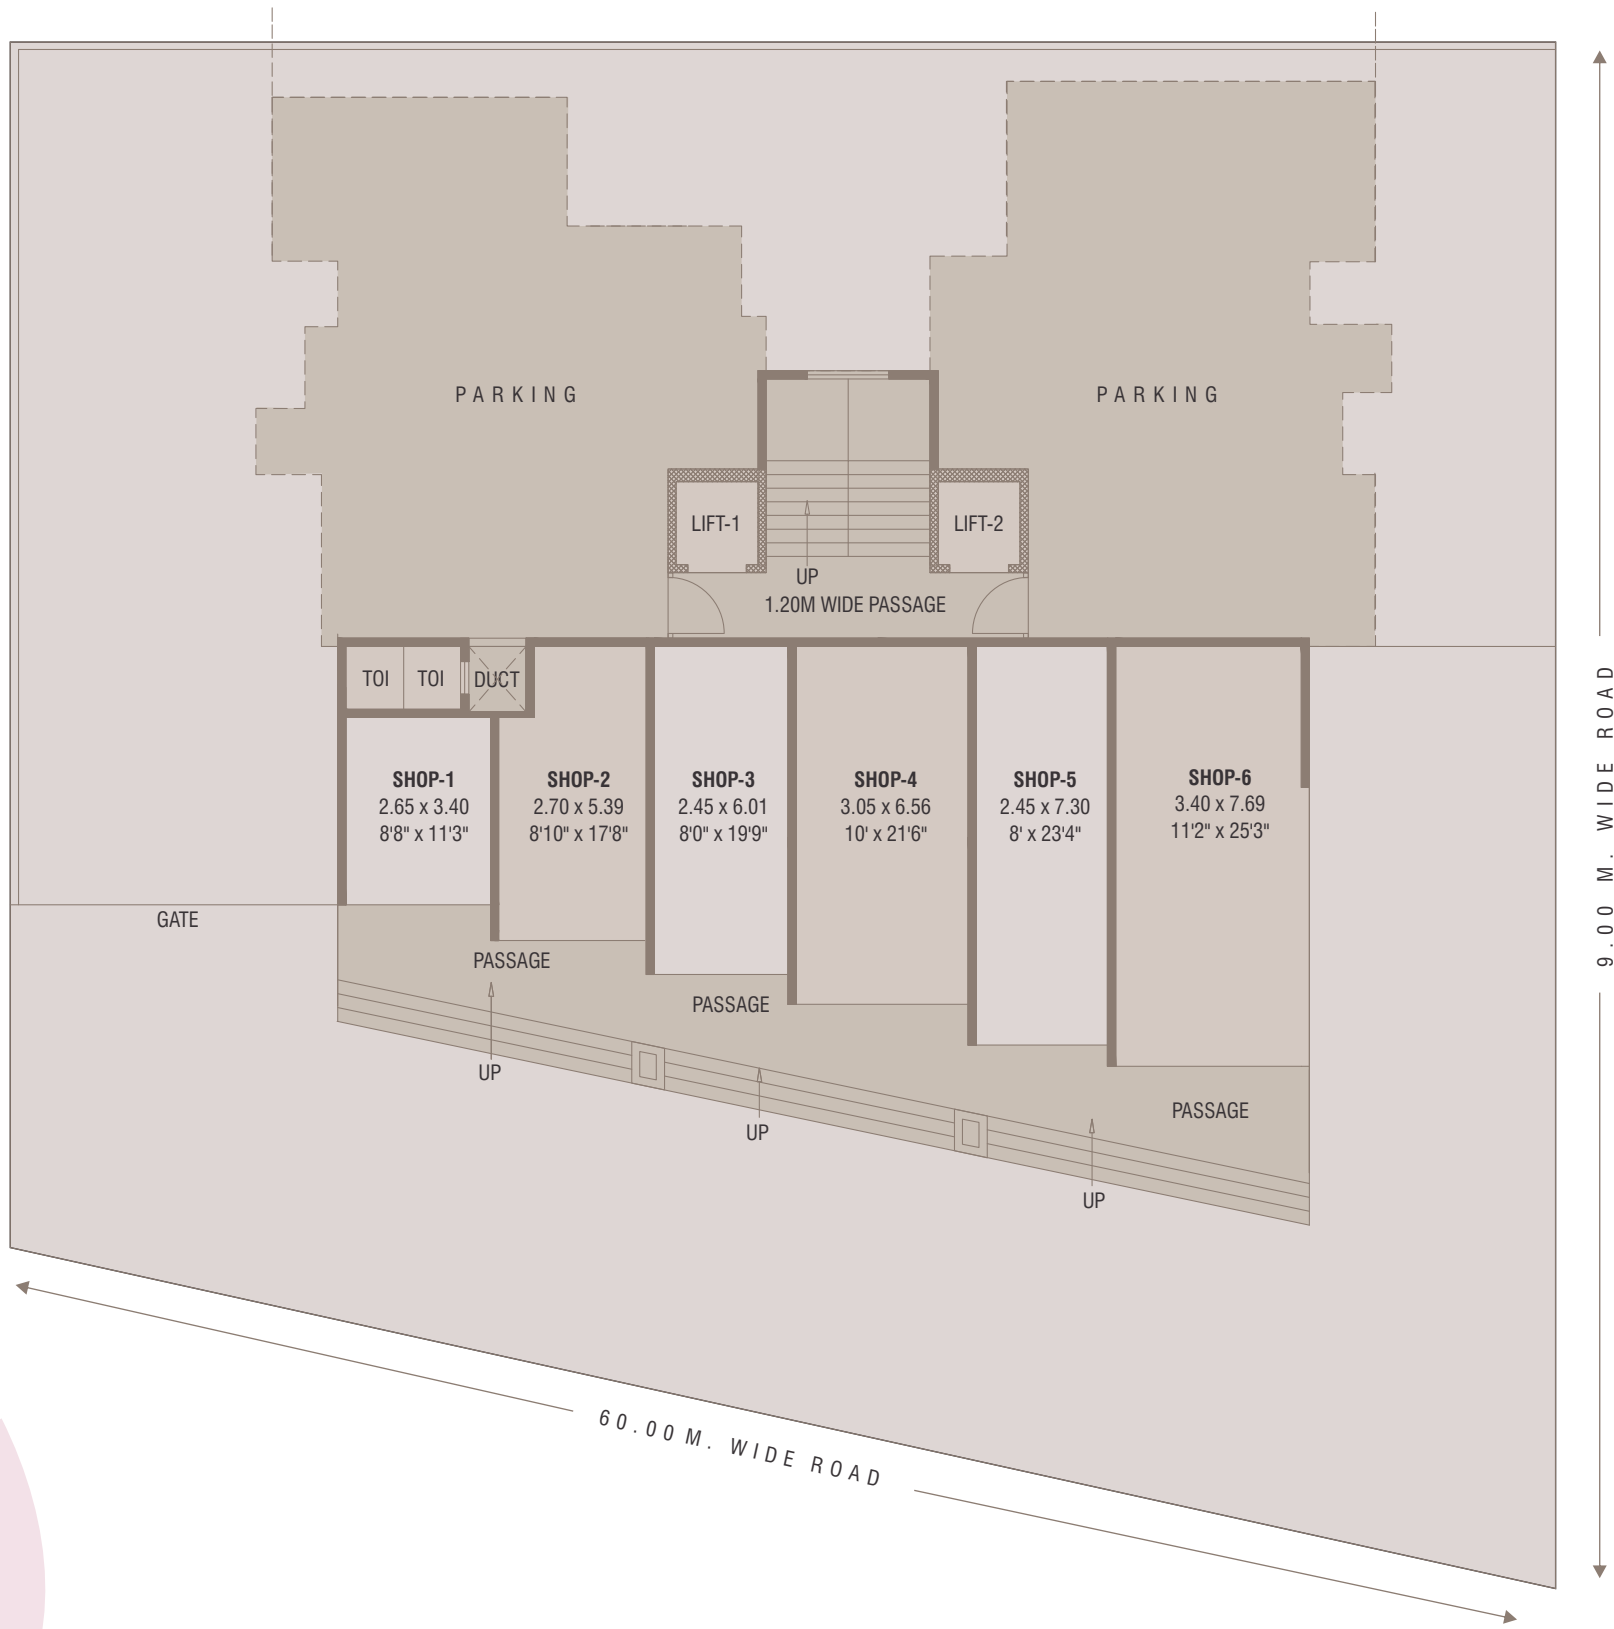 PARKING
PARKING
LIFT-1
LIFT-2
UP
1.20M WIDE PASSAGE
TOI
TOI
DUCT
SHOP-1
2.65 x 3.40
8'8" x 11'3"
SHOP-2
2.70 x 5.39
8'10" x 17'8"
SHOP-3
2.45 x 6.01
8'0" x 19'9"
SHOP-4
3.05 x 6.56
10' x 21'6"
SHOP-5
2.45 x 7.30
8' x 23'4"
SHOP-6
3.40 x 7.69
11'2" x 25'3"
GATE
PASSAGE
PASSAGE
PASSAGE
UP
UP
UP
9.00 M. WIDE ROAD
60.00 M. WIDE ROAD